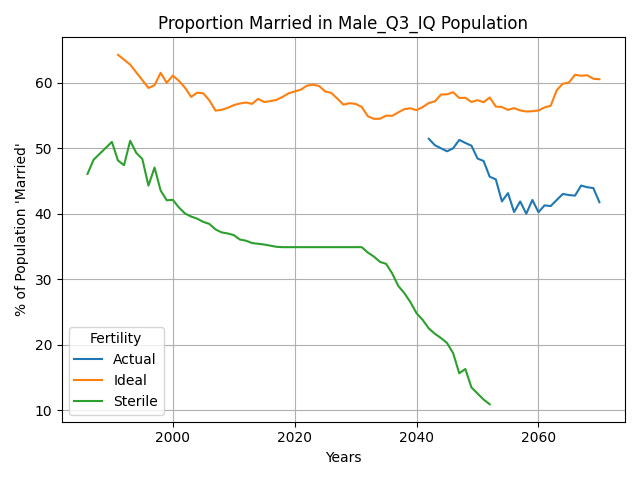 Proportion Married in Male_Q3_IQ Population
% of Population 'Married'
60
50
40
30
20
10
Fertility
Actual
Ideal
Sterile
2000
2020
2040
2060
Years